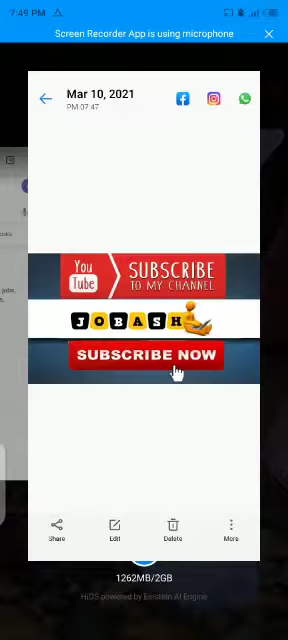 7:49 PM
Screen Recorder App is using microphone
Mar 10, 2021
PM 07:47
You
Tube
SUBSCRIBE
TO MY CHANNEL
JOBASH
SUBSCRIBE NOW
jobs,
Share
Edit
Delete
More
1262MB/2GB
HiOS powered by Einstein AI Engine